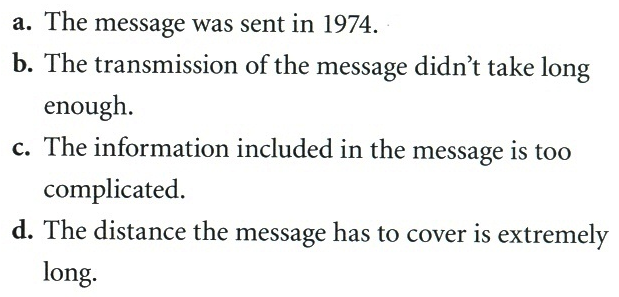 a. The message was sent in 1974.
b. The transmission of the message didn't take long
enough.
c. The information included in the message is too
complicated.
d. The distance the message has to cover is extremely
long.